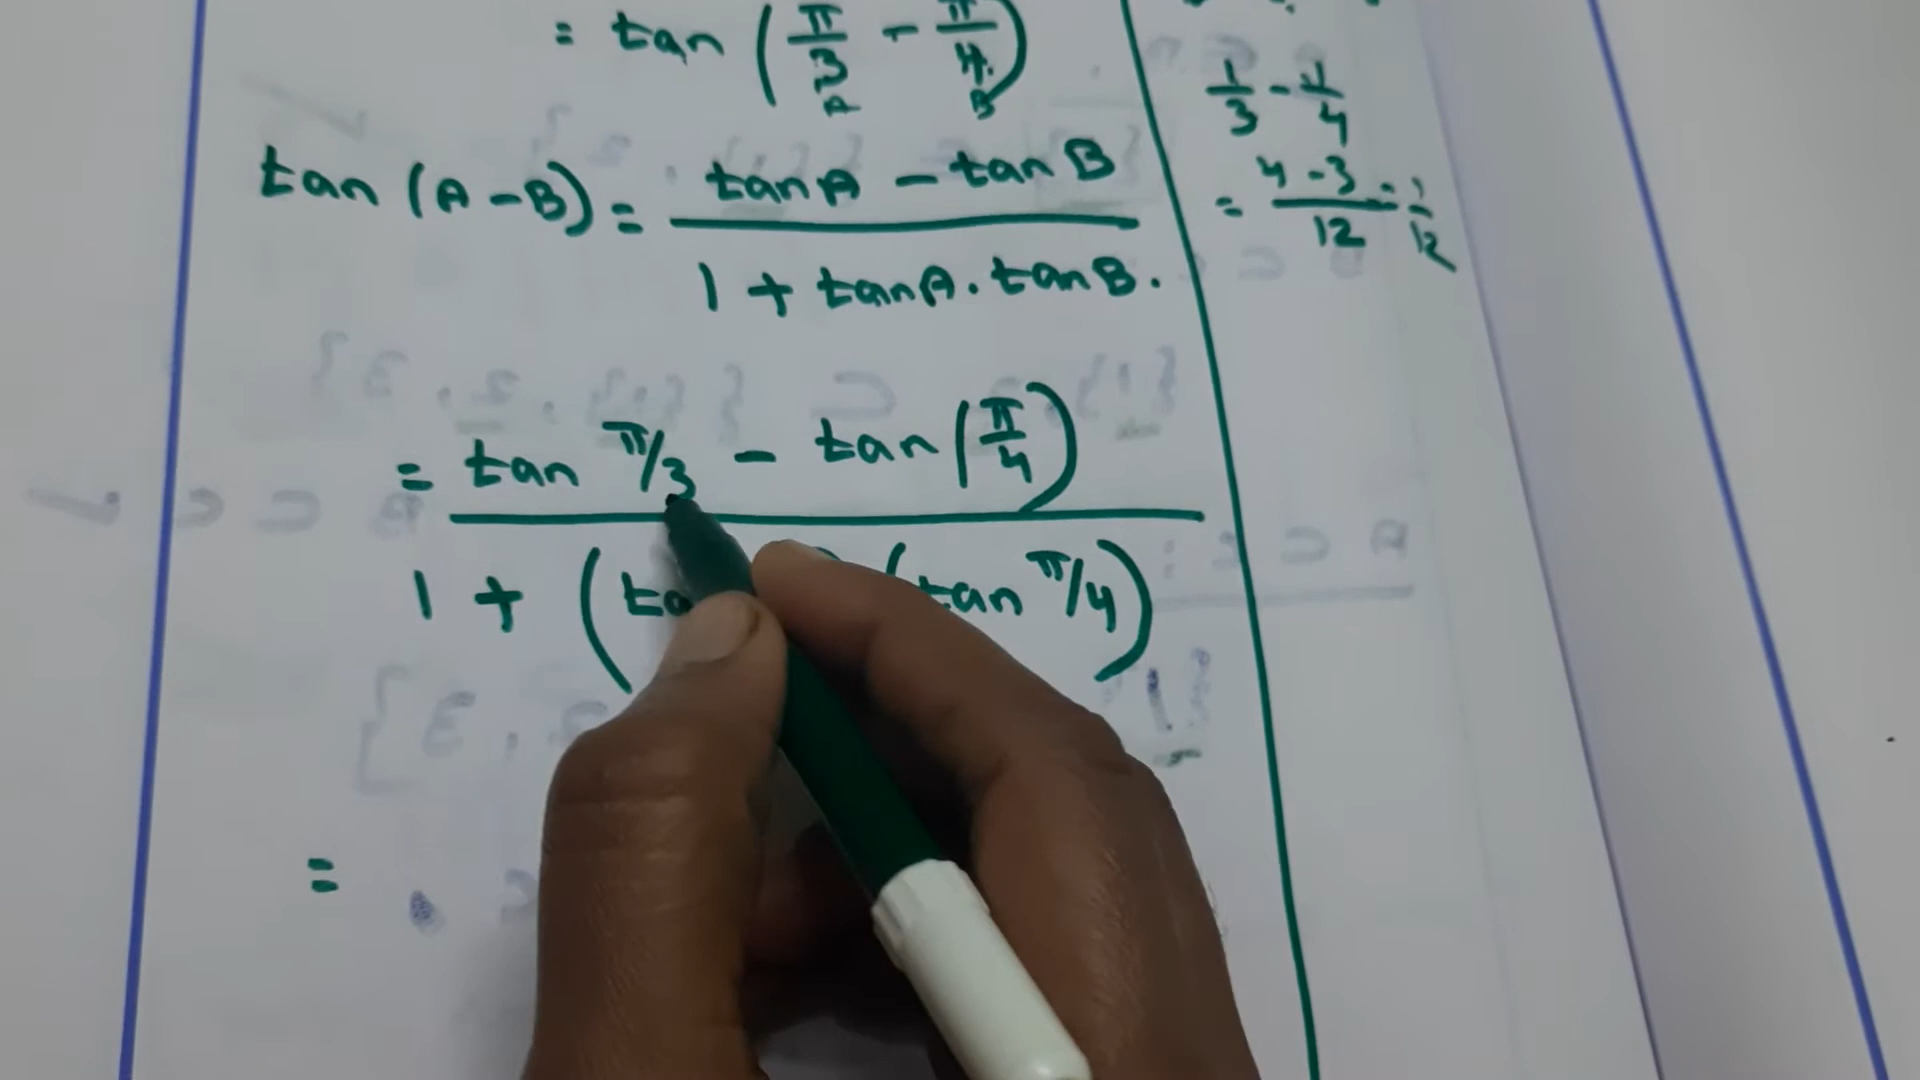 = tan (π/3 - π/4)
A B
tan (A - B) = (tanA - tanB) / (1 + tanA . tanB.)
= (tan π/3 - tan (π/4)) / (1 + (ta (tan π/4))
=
1/3 - 1/4
= (4 - 3)/12 = 1/12